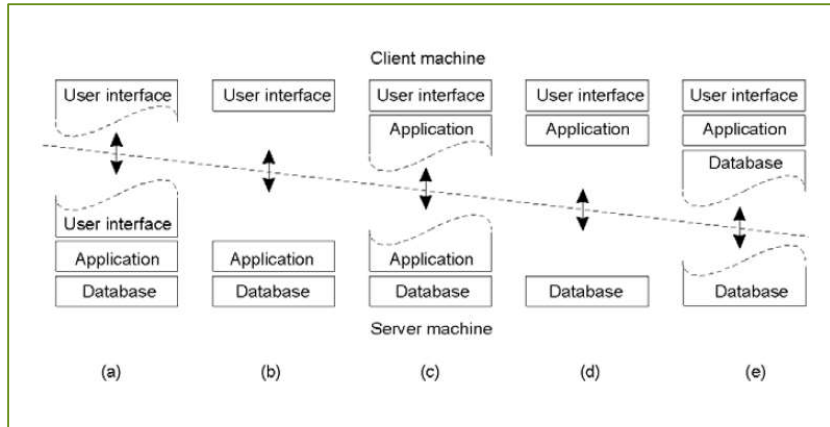 Client machine
User interface User interface User interface User interface User interface
Application Application Application
Database
User interface
Application Application Application
Database Database Database Database Database
Server machine
(a) (b) (c) (d) (e)